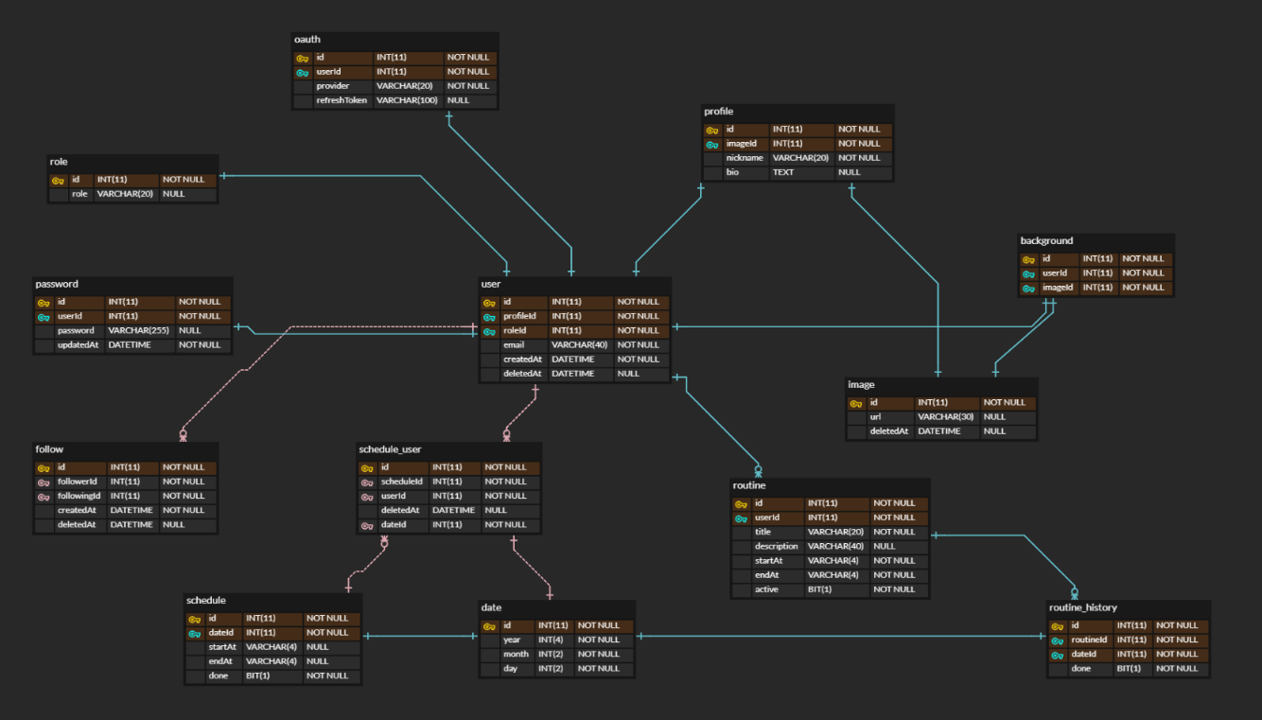 oauth
id INT(11) NOT NULL
userId INT(11) NOT NULL
provider VARCHAR(20) NOT NULL
refreshToken VARCHAR(100) NULL
profile
id INT(11) NOT NULL
imageId INT(11) NOT NULL
nickname VARCHAR(20) NOT NULL
bio TEXT NULL
role
id INT(11) NOT NULL
role VARCHAR(20) NULL
background
id INT(11) NOT NULL
userId INT(11) NOT NULL
imageId INT(11) NOT NULL
password
id INT(11) NOT NULL
userId INT(11) NOT NULL
password VARCHAR(255) NULL
updatedAt DATETIME NOT NULL
user
id INT(11) NOT NULL
profileId INT(11) NOT NULL
roleId INT(11) NOT NULL
email VARCHAR(40) NOT NULL
createdAt DATETIME NOT NULL
deletedAt DATETIME NULL
image
id INT(11) NOT NULL
url VARCHAR(30) NULL
deletedAt DATETIME NULL
follow
id INT(11) NOT NULL
followerId INT(11) NOT NULL
followingId INT(11) NOT NULL
createdAt DATETIME NOT NULL
deletedAt DATETIME NULL
schedule_user
id INT(11) NOT NULL
scheduleId INT(11) NOT NULL
userId INT(11) NOT NULL
deletedAt DATETIME NULL
dateId INT(11) NOT NULL
routine
id INT(11) NOT NULL
userId INT(11) NOT NULL
title VARCHAR(20) NOT NULL
description VARCHAR(40) NULL
startAt VARCHAR(4) NOT NULL
endAt VARCHAR(4) NOT NULL
active BIT(1) NOT NULL
schedule
id INT(11) NOT NULL
dateId INT(11) NOT NULL
startAt VARCHAR(4) NULL
endAt VARCHAR(4) NULL
done BIT(1) NOT NULL
date
id INT(11) NOT NULL
year INT(4) NOT NULL
month INT(2) NOT NULL
day INT(2) NOT NULL
routine_history
id INT(11) NOT NULL
routineId INT(11) NOT NULL
dateId INT(11) NOT NULL
done BIT(1) NOT NULL